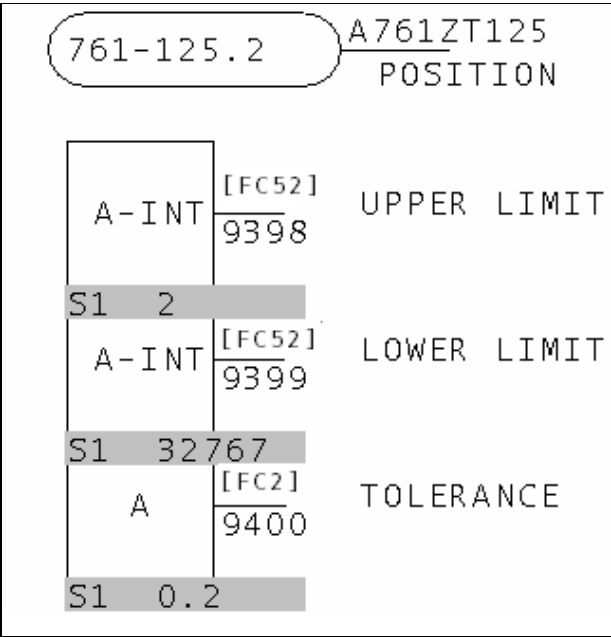 761-125.2
A761ZT125
POSITION
A-INT
[FC52]
9398
UPPER LIMIT
S1 2
A-INT
[FC52]
9399
LOWER LIMIT
S1 32767
A
[FC2]
9400
TOLERANCE
S1 0.2